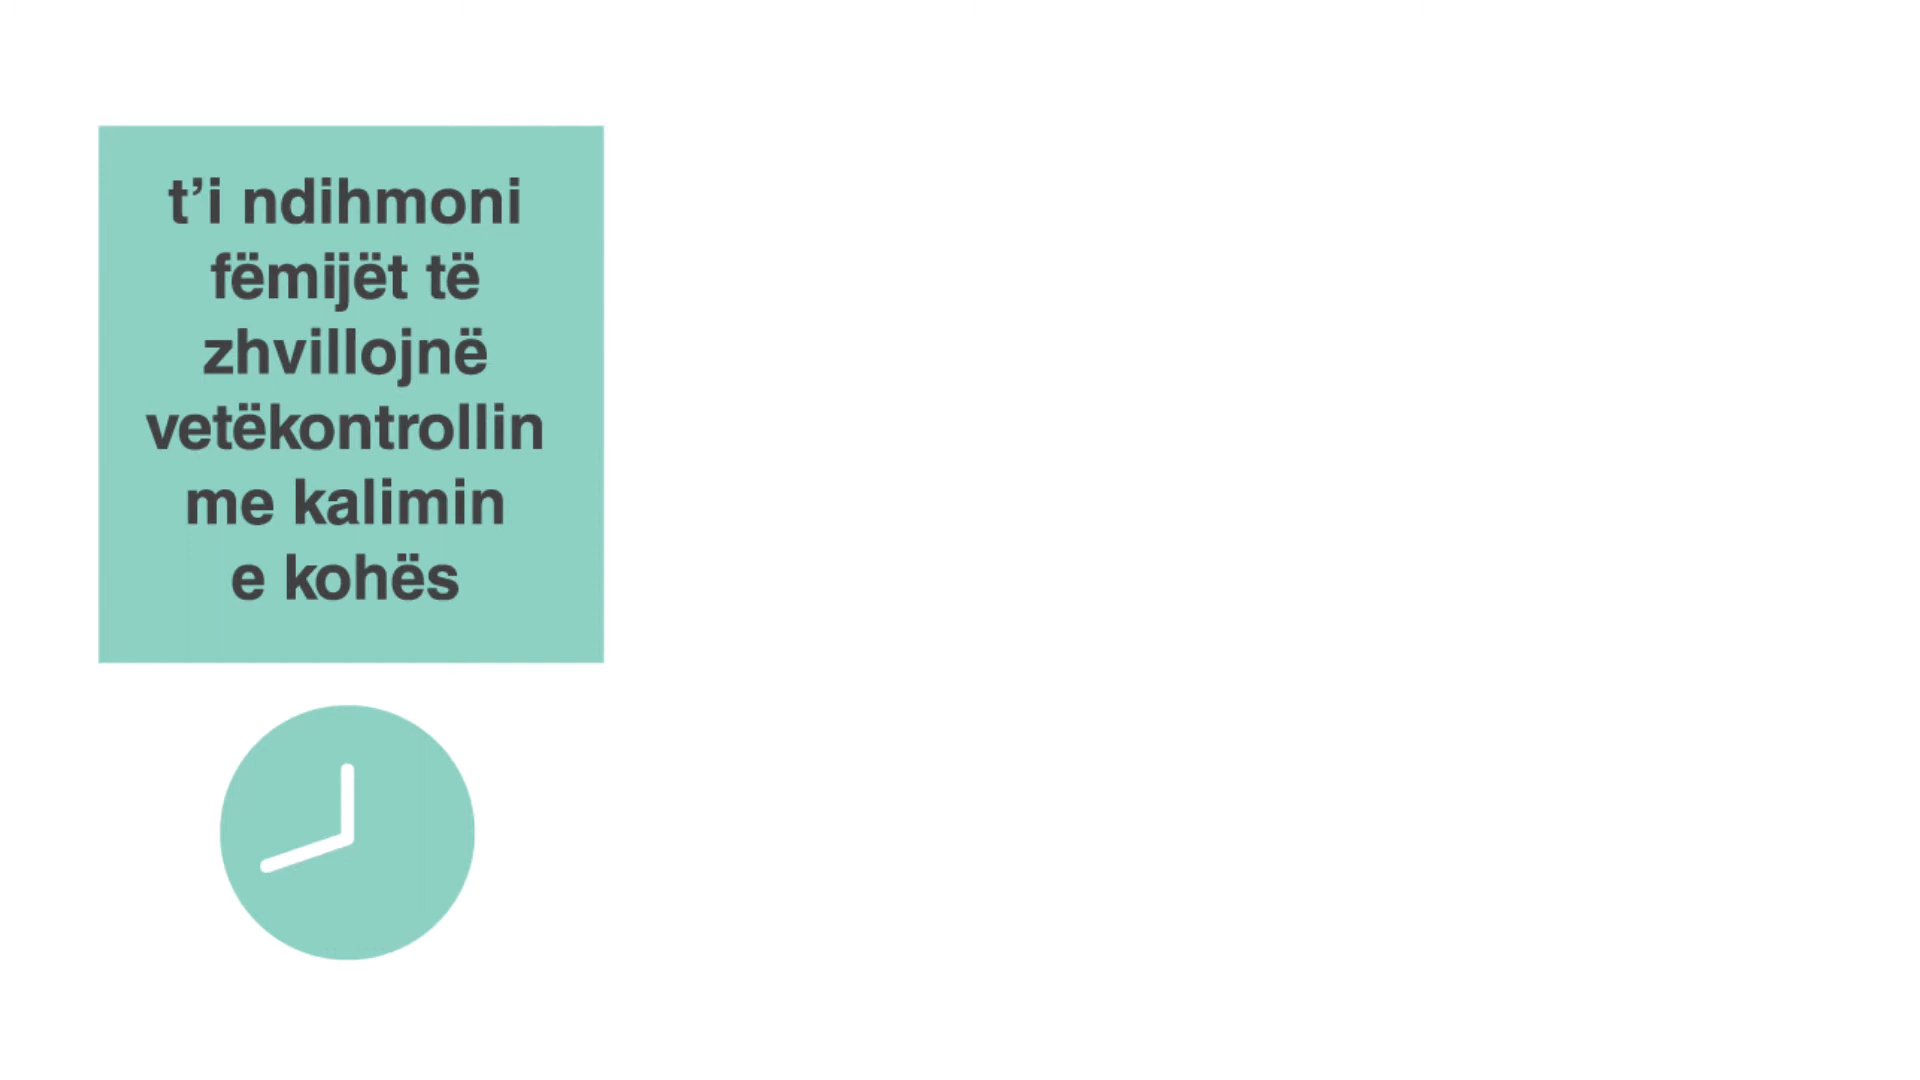 t’i ndihmoni
fëmijët të
zhvillojnë
vetëkontrollin
me kalimin
e kohës